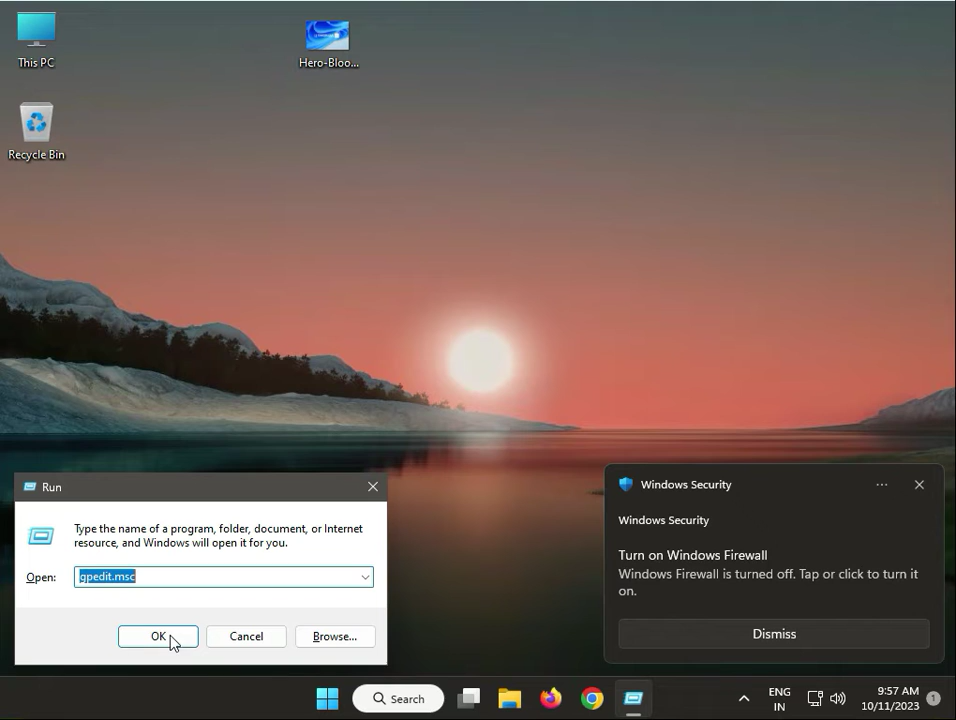 This PC
Hero-Bloo...
Recycle Bin
Run
Type the name of a program, folder, document, or Internet
resource, and Windows will open it for you.
Open:
gpedit.msc
OK
Cancel
Browse...
Windows Security
Windows Security
Turn on Windows Firewall
Windows Firewall is turned off. Tap or click to turn it
on.
Dismiss
Search
ENG
IN
9:57 AM
10/11/2023
1